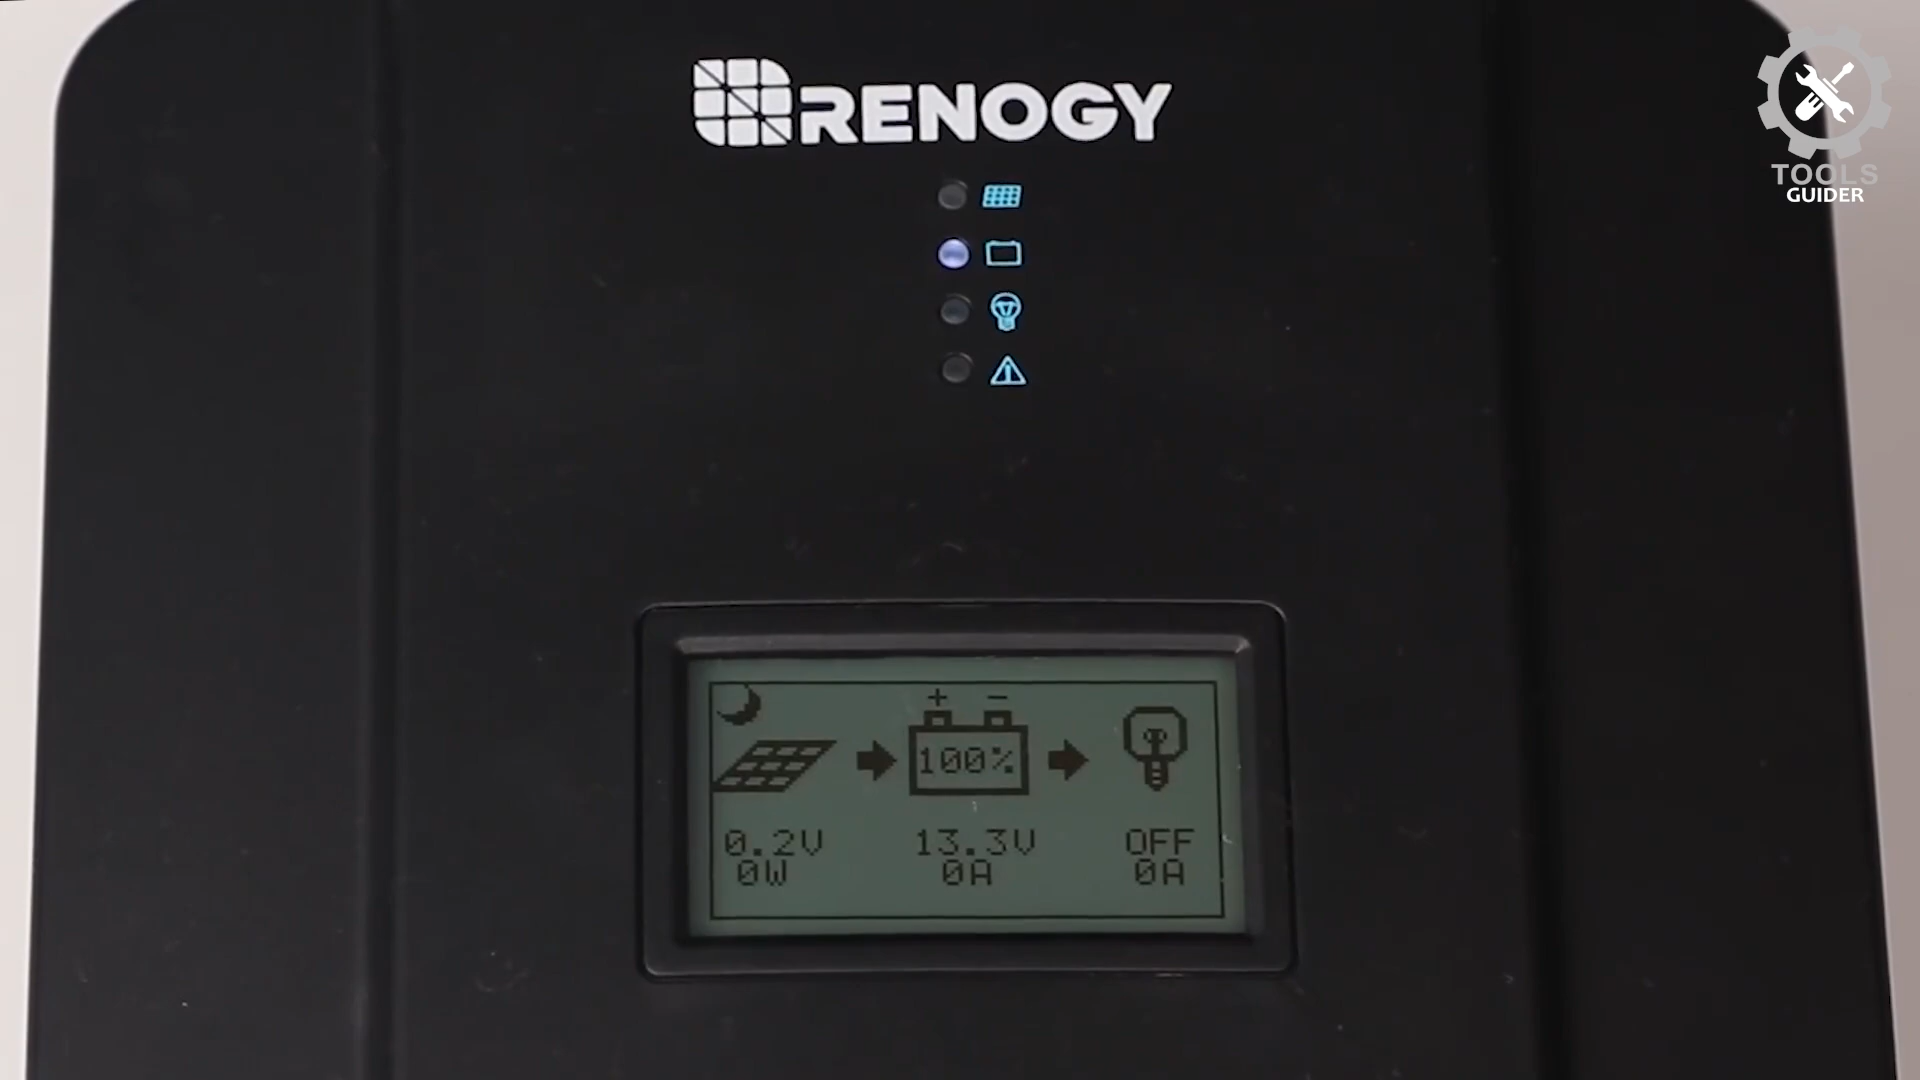 RENOGY
TOOLS
GUIDER
+ −
100%
0.2V 13.3V OFF
0W 0A 0A